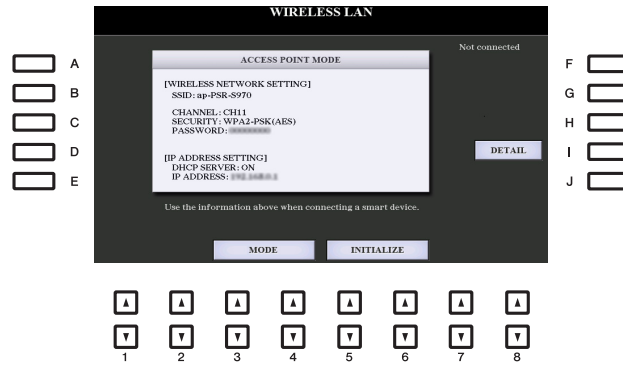 WIRELESS LAN
Not connected
ACCESS POINT MODE
[WIRELESS NETWORK SETTING]
SSID: ap-PSR-S970
CHANNEL: CH11
SECURITY: WPA2-PSK(AES)
PASSWORD:
[IP ADDRESS SETTING]
DHCP SERVER: ON
IP ADDRESS:
DETAIL
Use the information above when connecting a smart device.
MODE
INITIALIZE
A
B
C
D
E
F
G
H
I
J
1 2 3 4 5 6 7 8